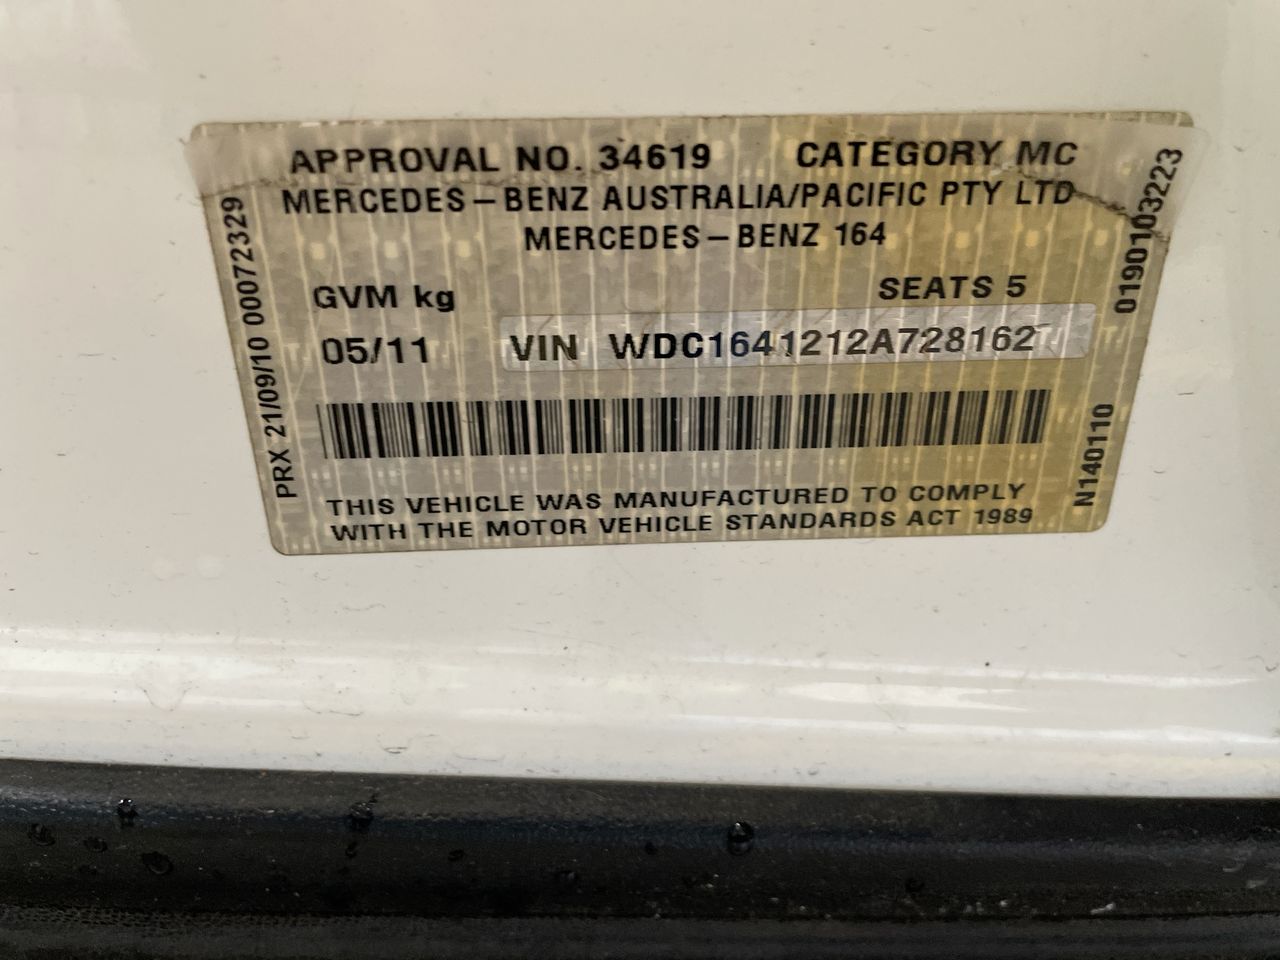 APPROVAL NO. 34619 CATEGORY MC
MERCEDES-BENZ AUSTRALIA/PACIFIC PTY LTD
MERCEDES-BENZ 164
GVM kg SEATS 5
05/11 VIN WDC1641212A728162
THIS VEHICLE WAS MANUFACTURED TO COMPLY
WITH THE MOTOR VEHICLE STANDARDS ACT 1989
PRX 21/09/10 00072329
0190103223
N140110